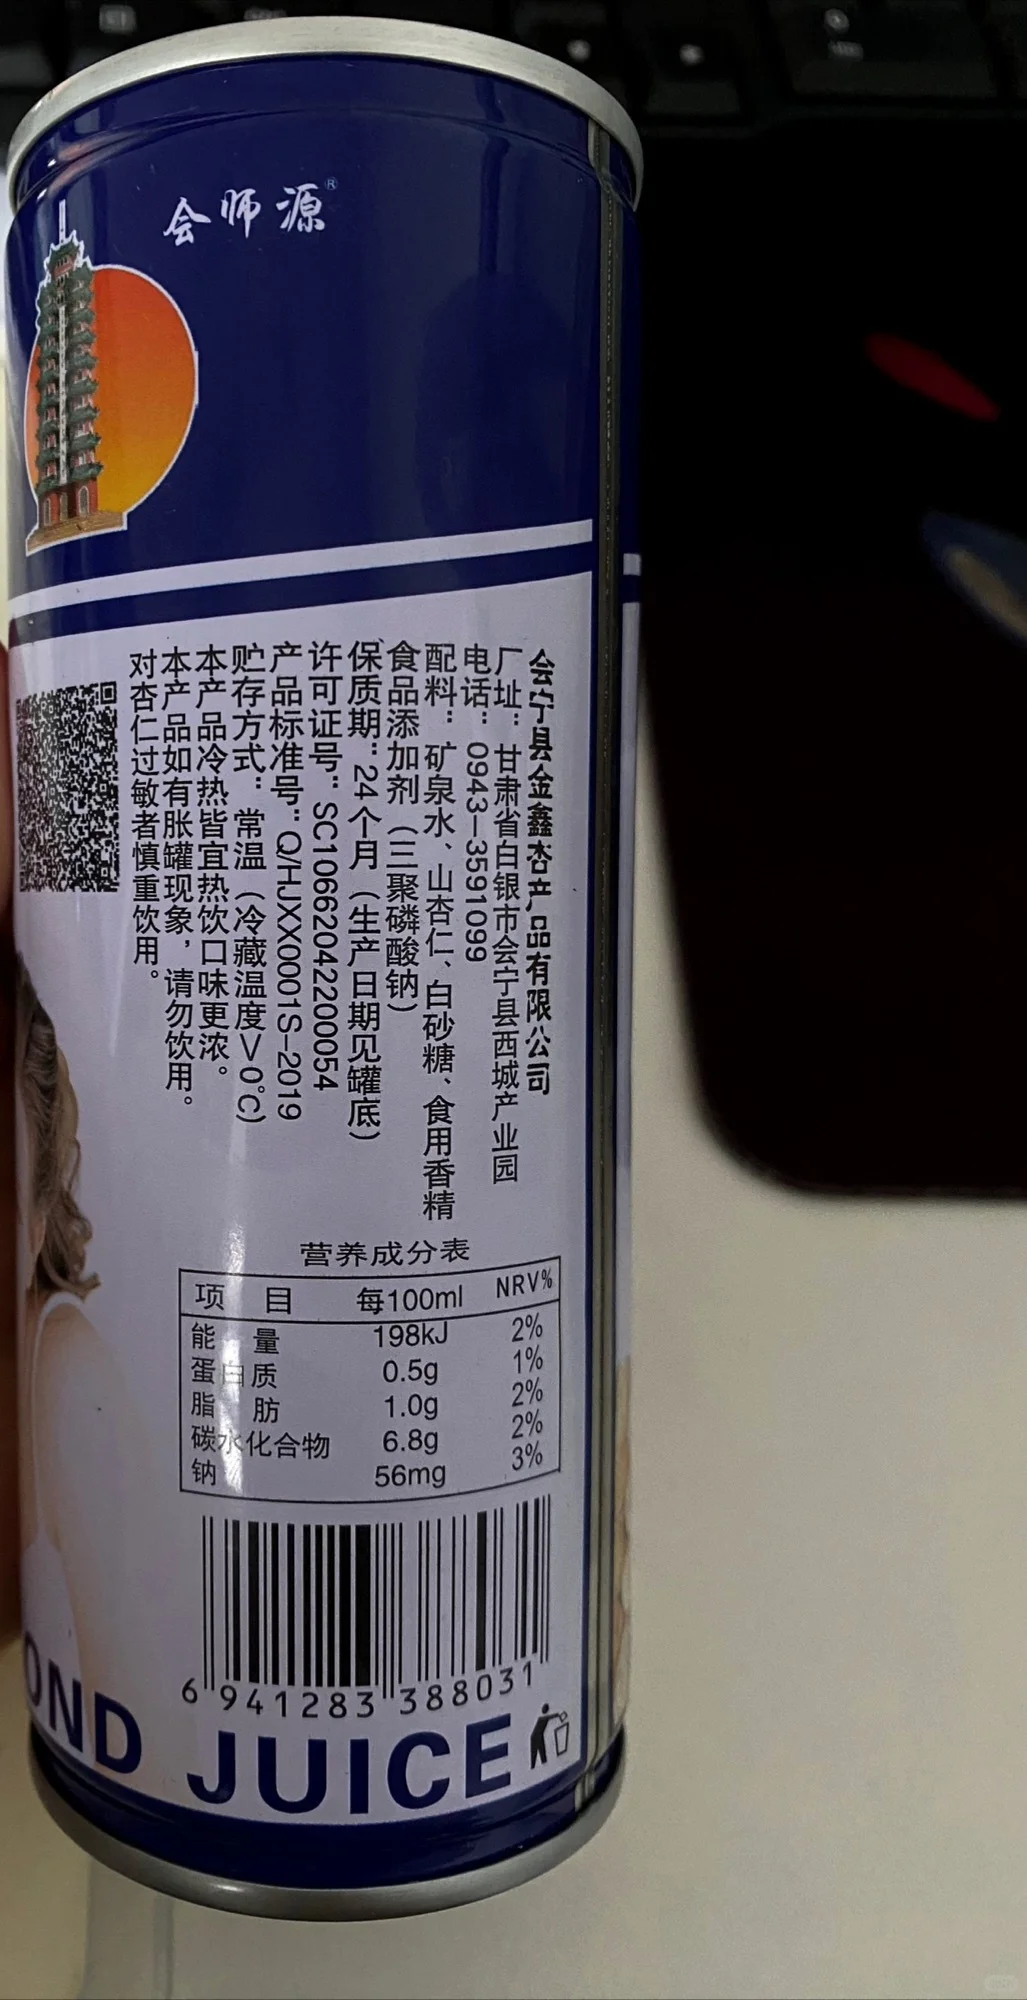 会师源®
会宁县金鑫杏产品有限公司
厂址：甘肃省白银市会宁县西城产业园
电话：0943—3591099
配料：矿泉水、山杏仁、白砂糖、食用香精
食品添加剂（三聚磷酸钠）
保质期：24个月（生产日期见罐底）
许可证号：SC10662042200054
产品标准号：Q/HJXX0001S-2019
贮存方式：常温（冷藏温度＞0℃）
本产品冷热皆宜热饮口味更浓。
本产品如有胀罐现象，请勿饮用。
对杏仁过敏者慎重饮用。
营养成分表
项 目 每100ml NRV%
能 量 198kJ 2%
蛋白质 0.5g 1%
脂 肪 1.0g 2%
碳水化合物 6.8g 2%
钠 56mg 3%
6 941283 388031
OND JUICE